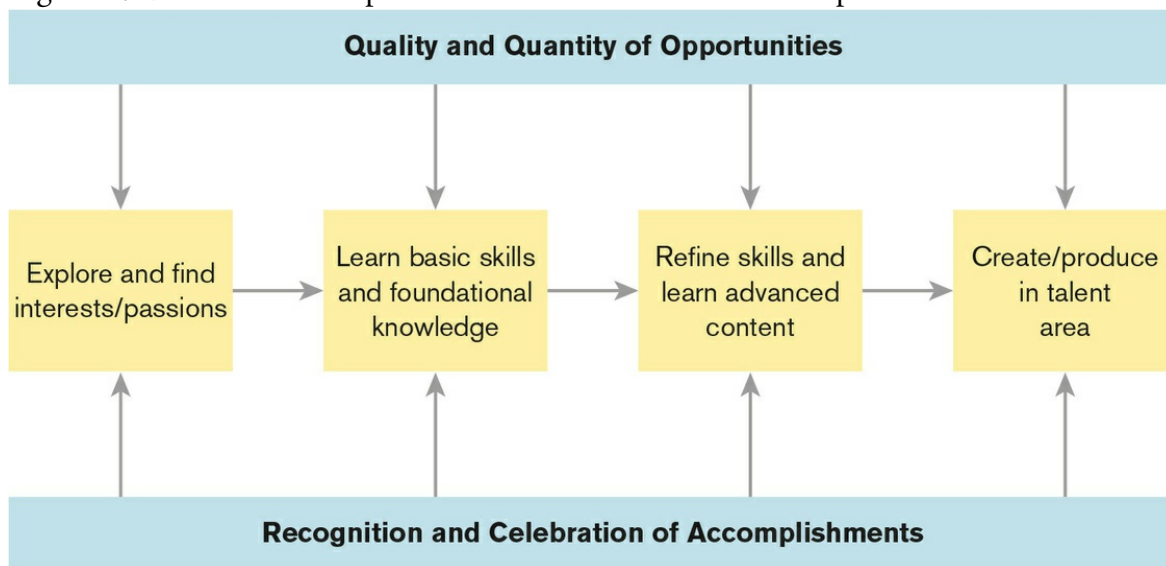 Quality and Quantity of Opportunities
Explore and find
interests/passions
Learn basic skills
and foundational
knowledge
Refine skills and
learn advanced
content
Create/produce
in talent
area
Recognition and Celebration of Accomplishments